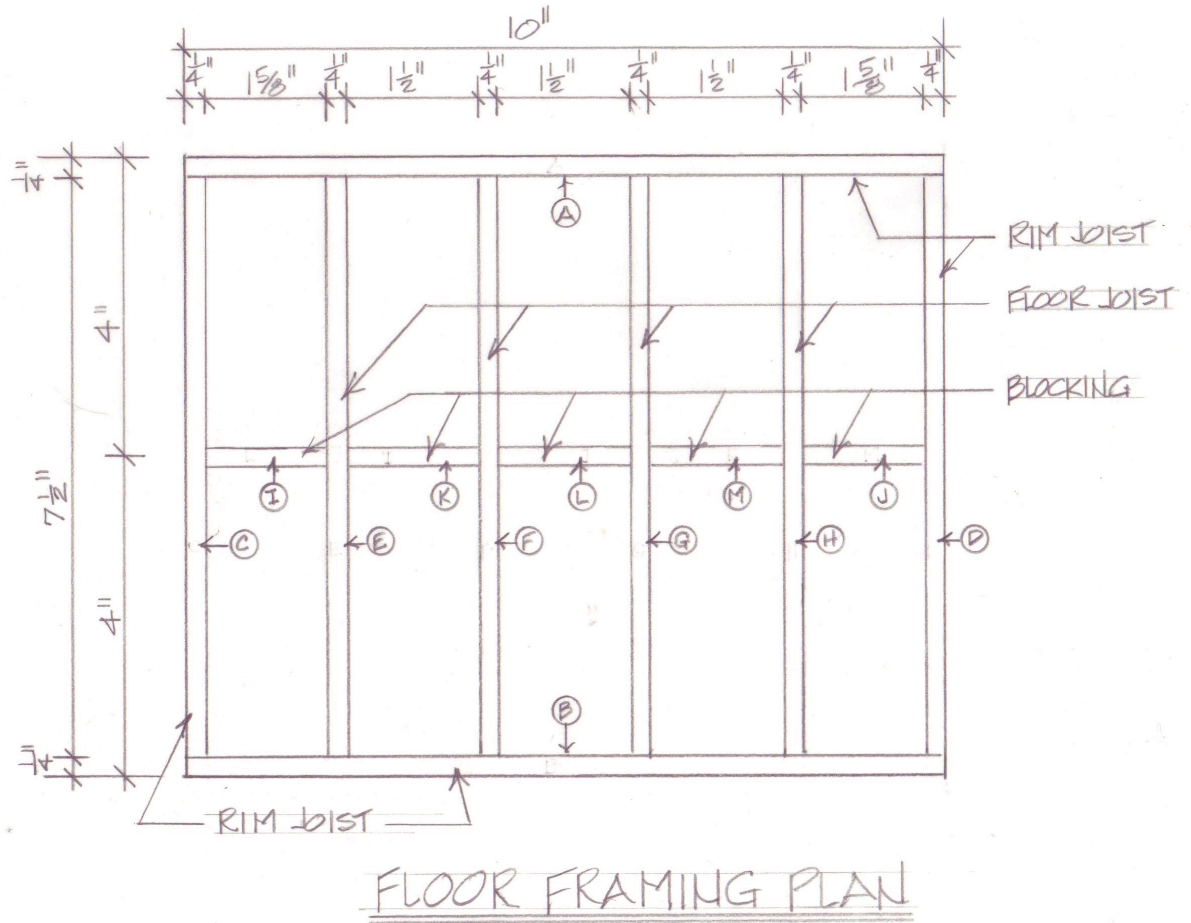 10"
1/4" 1 5/8" 1/4" 1 1/2" 1/4" 1 1/2" 1/4" 1 1/2" 1/4" 1 5/8" 1/4"
1/4"
A
RIM JOIST
FLOOR JOIST
4"
BLOCKING
7 1/2"
I K L M J
C E F G H D
4"
B
1/4"
RIM JOIST
FLOOR FRAMING PLAN